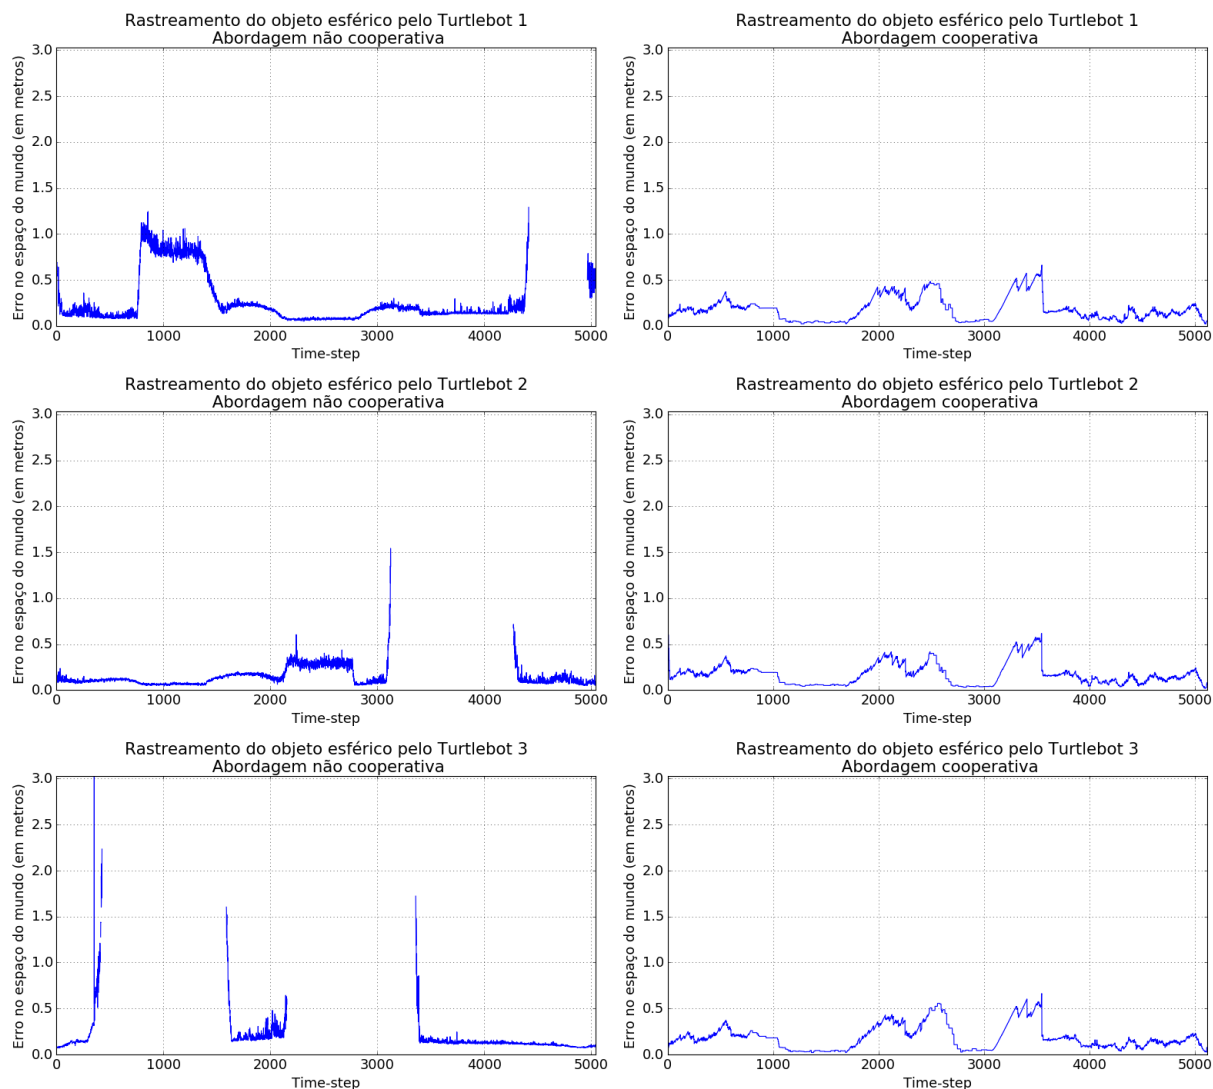 Rastreamento do objeto esférico pelo Turtlebot 1
Abordagem não cooperativa
Erro no espaço do mundo (em metros)
3.0
2.5
2.0
1.5
1.0
0.5
0.0
0 1000 2000 3000 4000 5000
Time-step
Rastreamento do objeto esférico pelo Turtlebot 1
Abordagem cooperativa
Erro no espaço do mundo (em metros)
3.0
2.5
2.0
1.5
1.0
0.5
0.0
0 1000 2000 3000 4000 5000
Time-step
Rastreamento do objeto esférico pelo Turtlebot 2
Abordagem não cooperativa
Erro no espaço do mundo (em metros)
3.0
2.5
2.0
1.5
1.0
0.5
0.0
0 1000 2000 3000 4000 5000
Time-step
Rastreamento do objeto esférico pelo Turtlebot 2
Abordagem cooperativa
Erro no espaço do mundo (em metros)
3.0
2.5
2.0
1.5
1.0
0.5
0.0
0 1000 2000 3000 4000 5000
Time-step
Rastreamento do objeto esférico pelo Turtlebot 3
Abordagem não cooperativa
Erro no espaço do mundo (em metros)
3.0
2.5
2.0
1.5
1.0
0.5
0.0
0 1000 2000 3000 4000 5000
Time-step
Rastreamento do objeto esférico pelo Turtlebot 3
Abordagem cooperativa
Erro no espaço do mundo (em metros)
3.0
2.5
2.0
1.5
1.0
0.5
0.0
0 1000 2000 3000 4000 5000
Time-step